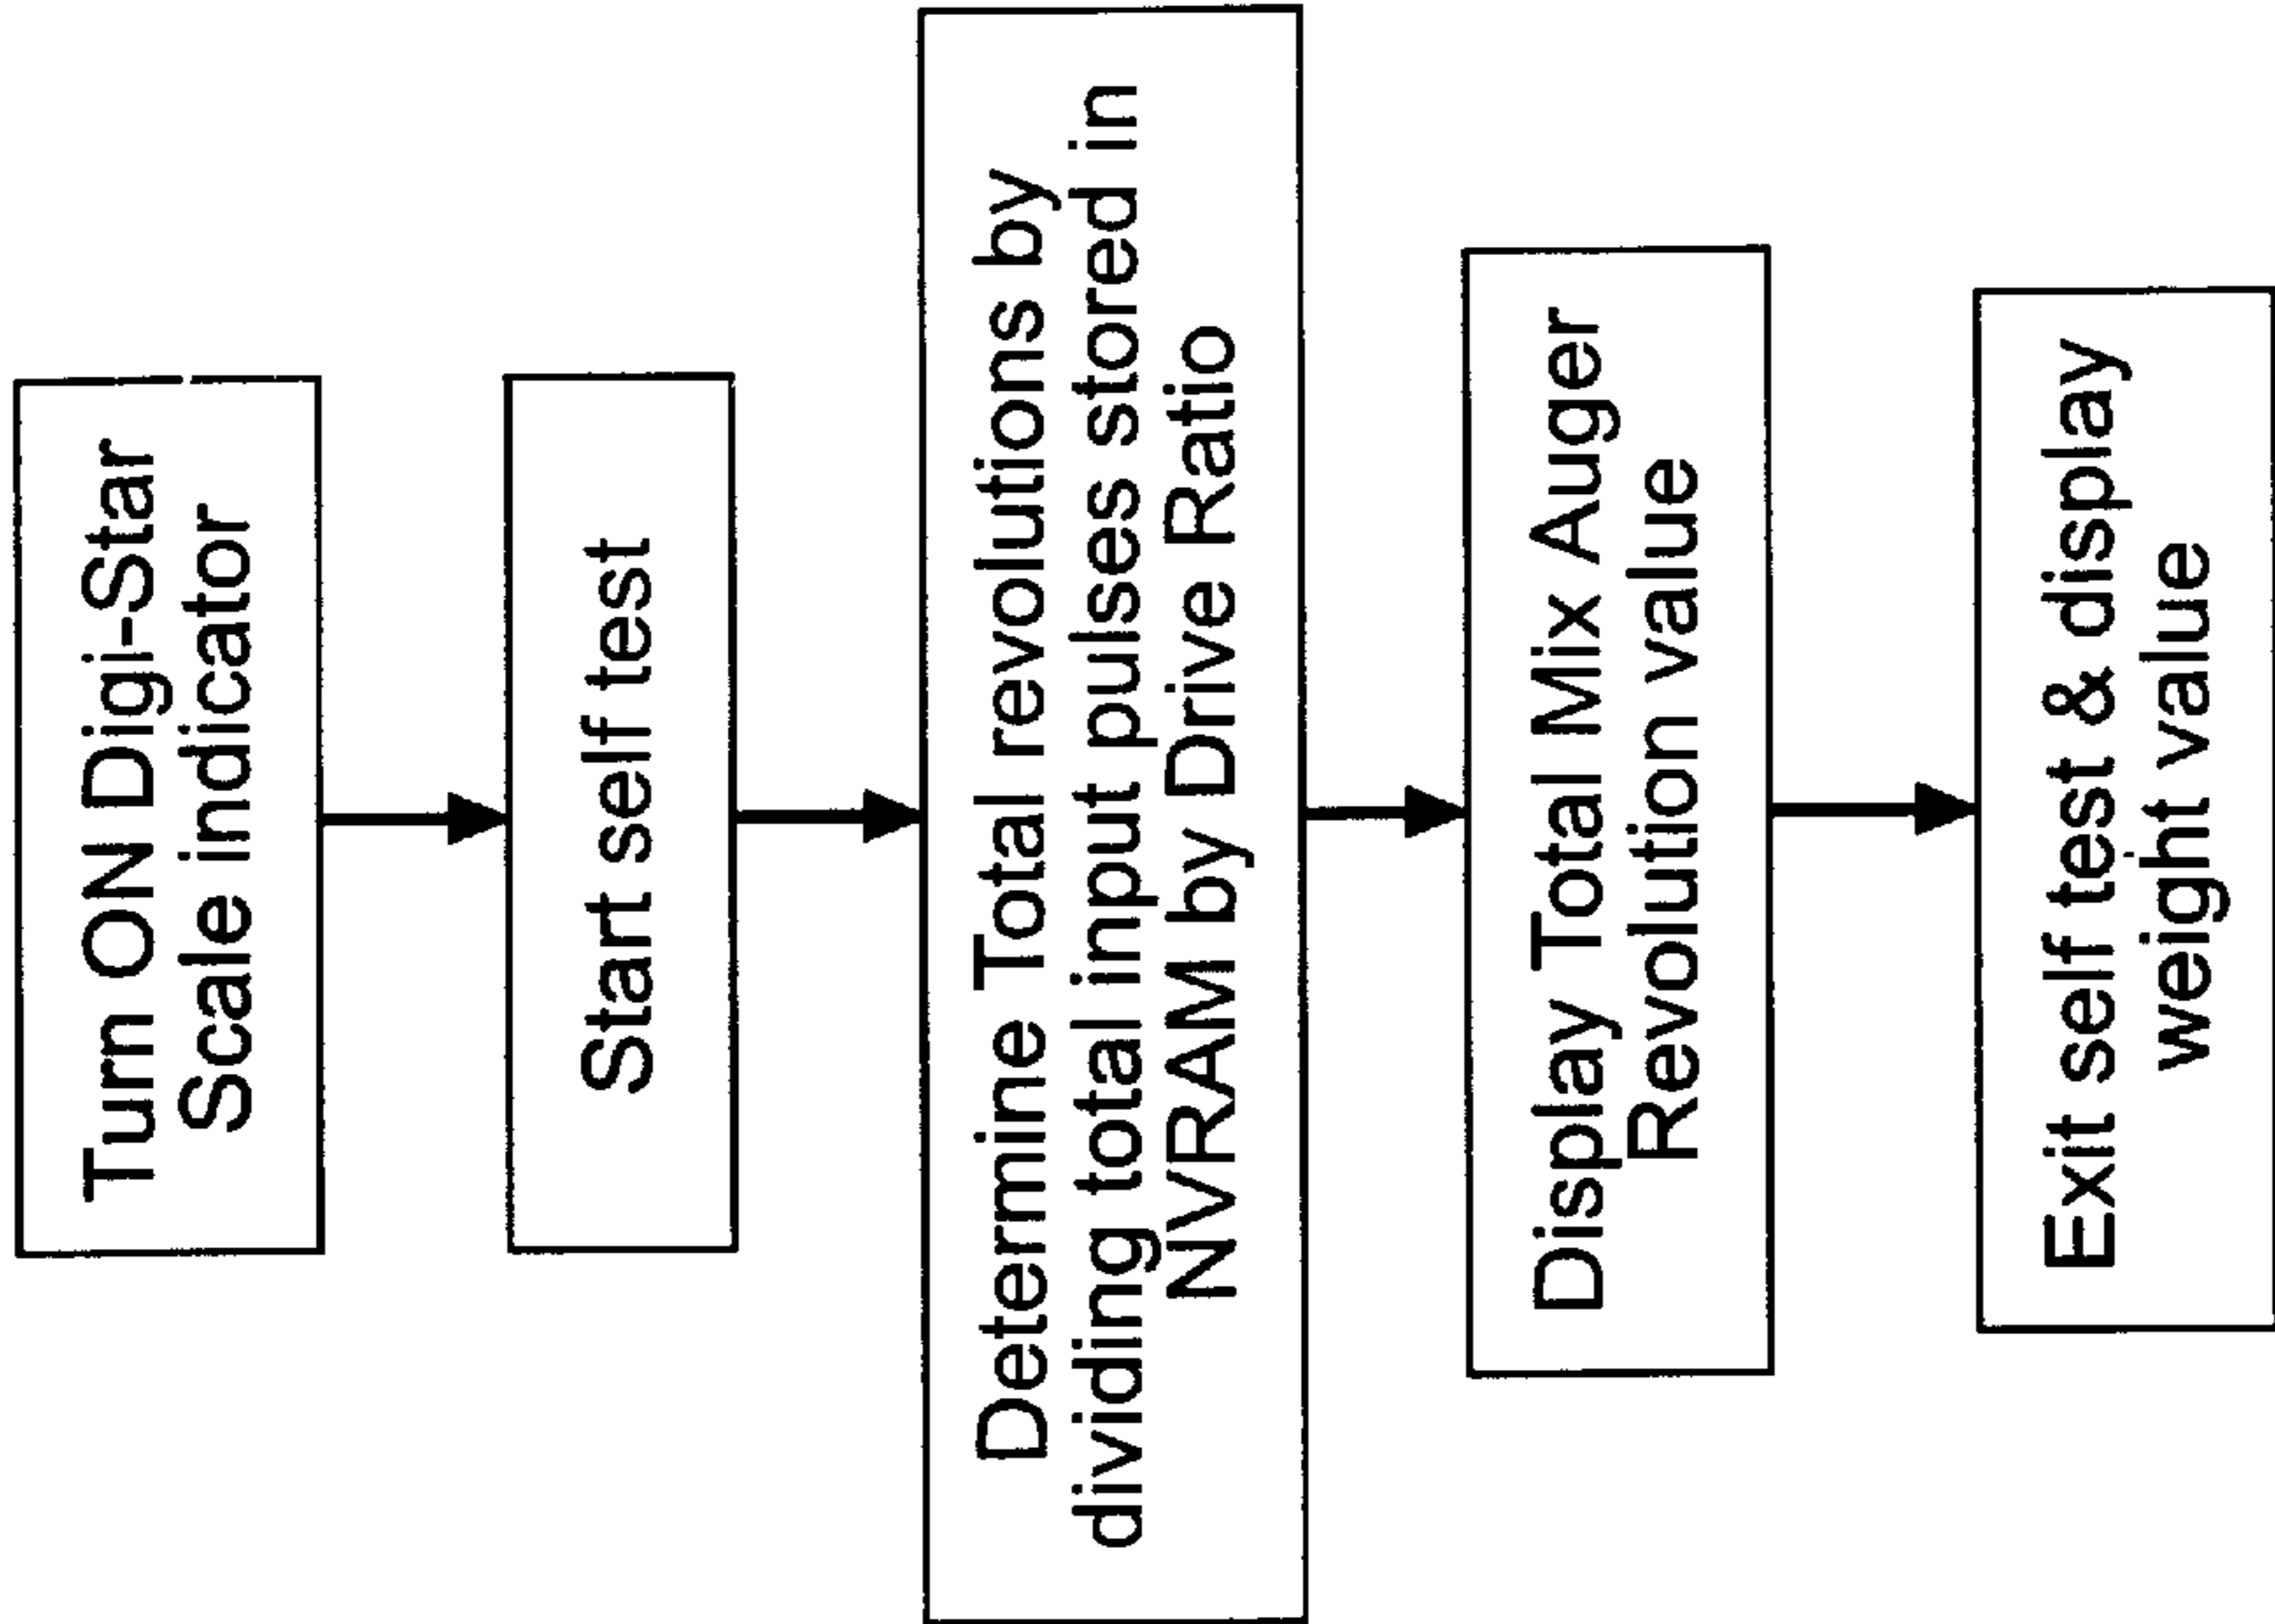 Turn ON Digi-Star
Scale indicator
Start self test
Determine Total revolutions by
dividing total input pulses stored in
NVRAM by Drive Ratio
Display Total Mix Auger
Revolution value
Exit self test & display
weight value